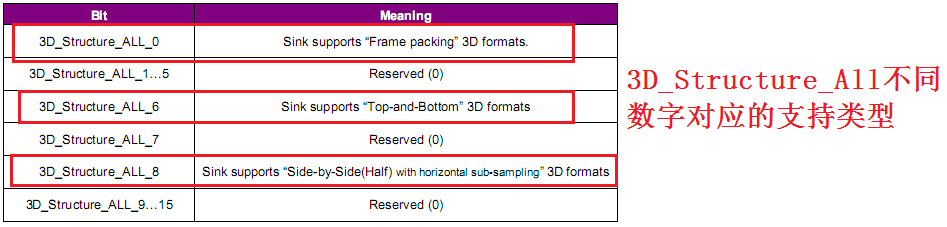 Bit Meaning
3D_Structure_ALL_0 Sink supports “Frame packing” 3D formats.
3D_Structure_ALL_1…5 Reserved (0)
3D_Structure_ALL_6 Sink supports “Top-and-Bottom” 3D formats
3D_Structure_ALL_7 Reserved (0)
3D_Structure_ALL_8 Sink supports “Side-by-Side(Half) with horizontal sub-sampling” 3D formats
3D_Structure_ALL_9…15 Reserved (0)
3D_Structure_All不同
数字对应的支持类型